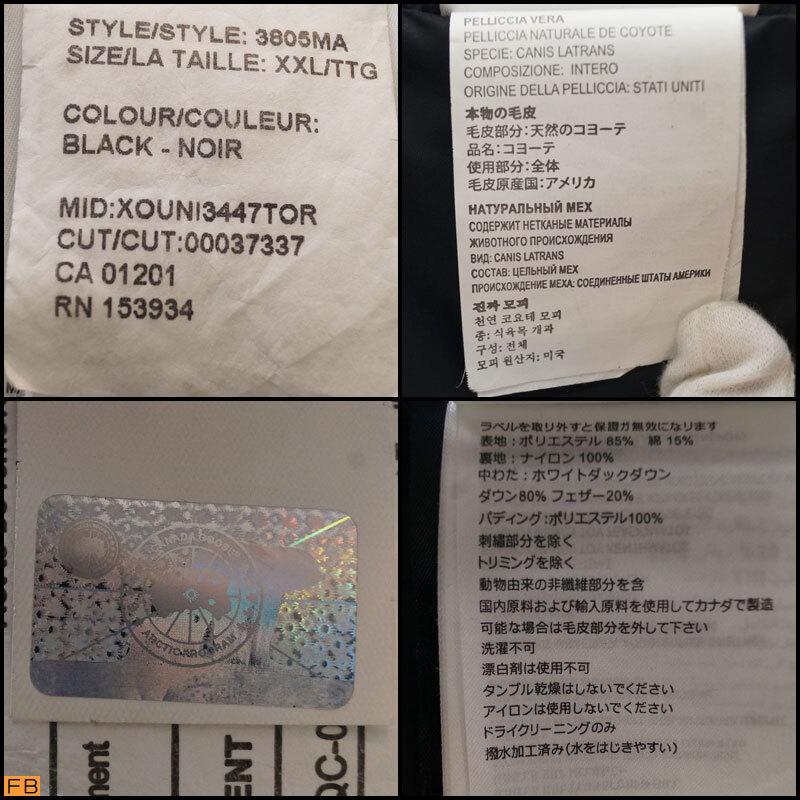 STYLE/STYLE: 3805MA
SIZE/LA TAILLE: XXL/TTG
COLOUR/COULEUR:
BLACK - NOIR
MID:XOUNI3447TOR
CUT/CUT:00037337
CA 01201
RN 153934
PELLICCIA VERA
PELLICCIA NATURALE DE COYOTE
SPECIE: CANIS LATRANS
COMPOSIZIONE: INTERO
ORIGINE DELLA PELLICCIA: STATI UNITI
本物の毛皮
毛皮部分:天然のコヨーテ
品名:コヨーテ
使用部分:全体
毛皮原産国:アメリカ
НАТУРАЛЬНЫЙ МЕХ
СОДЕРЖИТ НЕТКАНЫЕ МАТЕРИАЛЫ
ЖИВОТНОГО ПРОИСХОЖДЕНИЯ
ВИД: CANIS LATRANS
СОСТАВ: ЦЕЛЬНЫЙ МЕХ
ПРОИСХОЖДЕНИЕ МЕХА: СОЕДИНЕННЫЕ ШТАТЫ АМЕРИКИ
진짜 모피
천연 코요테 모피
종: 식육목 개과
구성: 전체
모피 원산지: 미국
ARCTIC PROGRAM
ment
ENT
QC-0
FB
ラベルを取り外すと保證ガ無效になります
表地:ポリエステル 85% 綿 15%
裏地:ナイロン 100%
中わた:ホワイトダックダウン
ダウン80% フェザー20%
パディング:ポリエステル100%
刺繍部分を除く
トリミングを除く
動物由来の非繊維部分を含
国内原料および輸入原料を使用してカナダで製造
可能な場合は毛皮部分を外して下さい
洗濯不可
漂白剤は使用不可
タンブル乾燥はしないでください
アイロンは使用しないでください
ドライクリーニングのみ
撥水加工済み(水をはじきやすい)